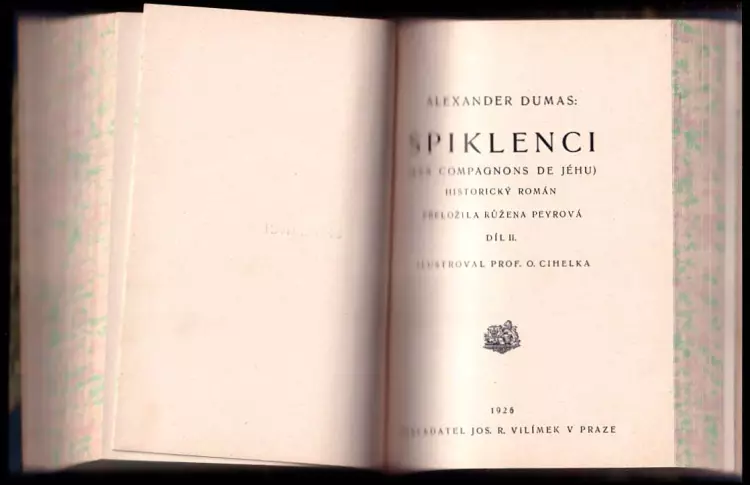 ALEXANDER DUMAS:
SPIKLENCI
COMPAGNONS DE JÉHU)
HISTORICKÝ ROMÁN
PŘELOŽILA RŮŽENA PEYROVÁ
DÍL II.
ILUSTROVAL PROF. O. CIHELKA
1926
NAKLADATEL JOS. R. VILÍMEK V PRAZE